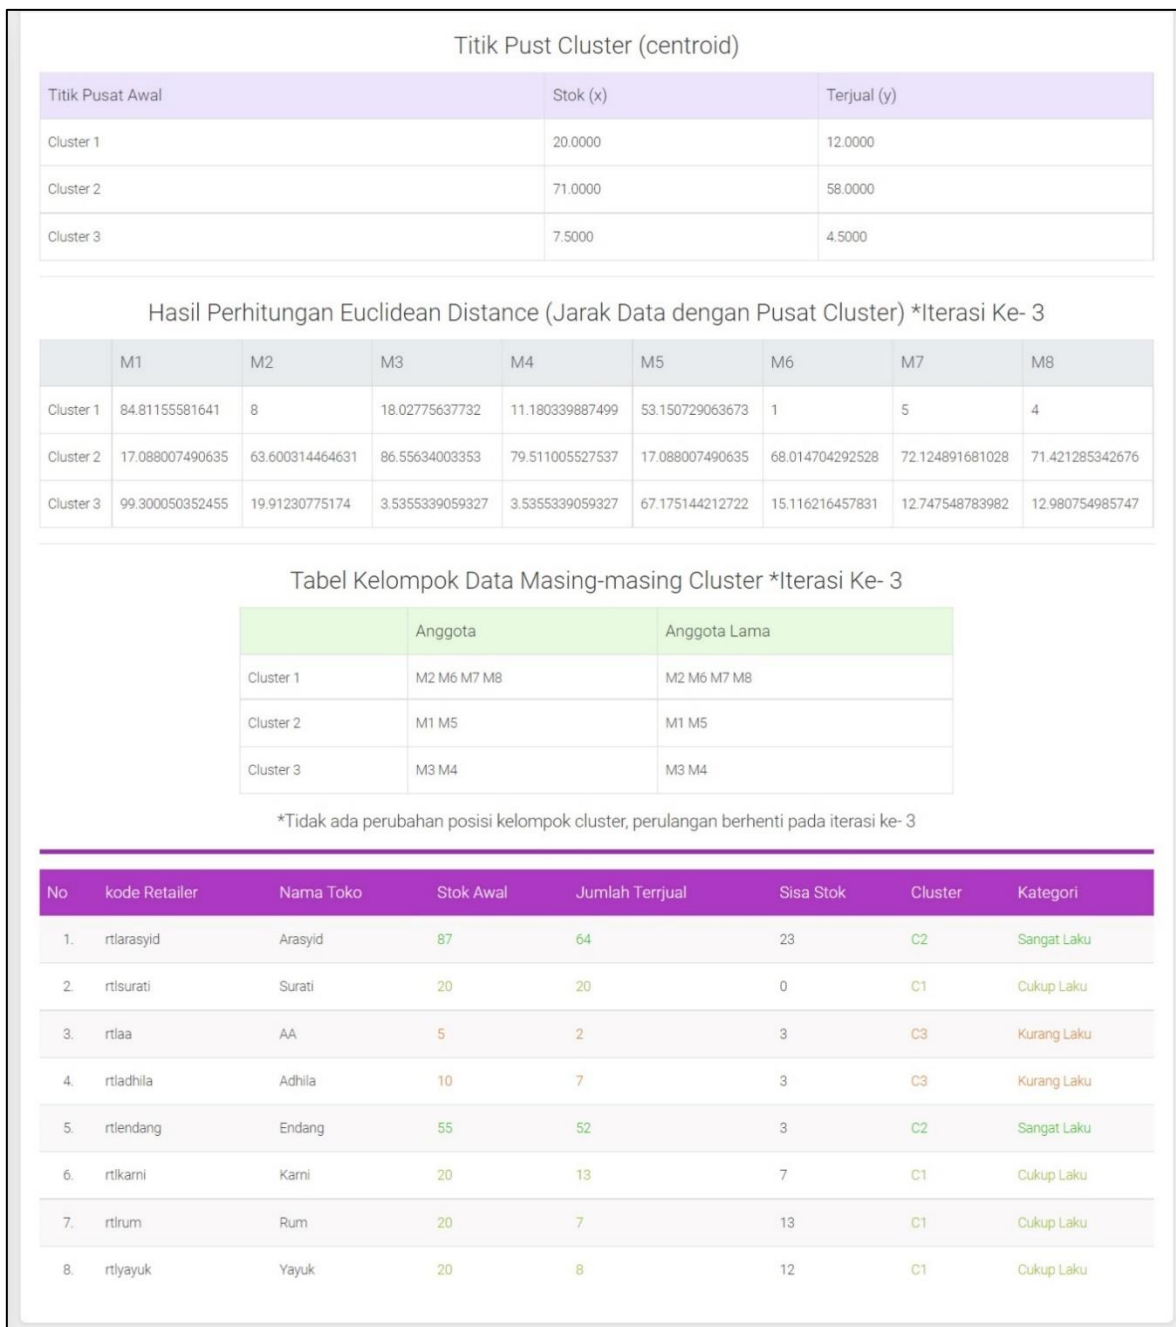 Titik Pust Cluster (centroid)
Titik Pusat Awal Stok (x) Terjual (y)
Cluster 1 20.0000 12.0000
Cluster 2 71.0000 58.0000
Cluster 3 7.5000 4.5000
Hasil Perhitungan Euclidean Distance (Jarak Data dengan Pusat Cluster) *Iterasi Ke- 3
M1 M2 M3 M4 M5 M6 M7 M8
Cluster 1 84.81155581641 8 18.02775637732 11.180339887499 53.150729063673 1 5 4
Cluster 2 17.088007490635 63.600314464631 86.55634003353 79.511005527537 17.088007490635 68.014704292528 72.124891681028 71.421285342676
Cluster 3 99.300050352455 19.91230775174 3.5355339059327 3.5355339059327 67.175144212722 15.116216457831 12.747548783982 12.980754985747
Tabel Kelompok Data Masing-masing Cluster *Iterasi Ke- 3
Anggota Anggota Lama
Cluster 1 M2 M6 M7 M8 M2 M6 M7 M8
Cluster 2 M1 M5 M1 M5
Cluster 3 M3 M4 M3 M4
*Tidak ada perubahan posisi kelompok cluster, perulangan berhenti pada iterasi ke- 3
No kode Retailer Nama Toko Stok Awal Jumlah Terrjual Sisa Stok Cluster Kategori
1. rtlarasyid Arasyid 87 64 23 C2 Sangat Laku
2. rtlsurati Surati 20 20 0 C1 Cukup Laku
3. rtlaa AA 5 2 3 C3 Kurang Laku
4. rtladhila Adhila 10 7 3 C3 Kurang Laku
5. rtlendang Endang 55 52 3 C2 Sangat Laku
6. rtlkarni Karni 20 13 7 C1 Cukup Laku
7. rtlrum Rum 20 7 13 C1 Cukup Laku
8. rtlyayuk Yayuk 20 8 12 C1 Cukup Laku